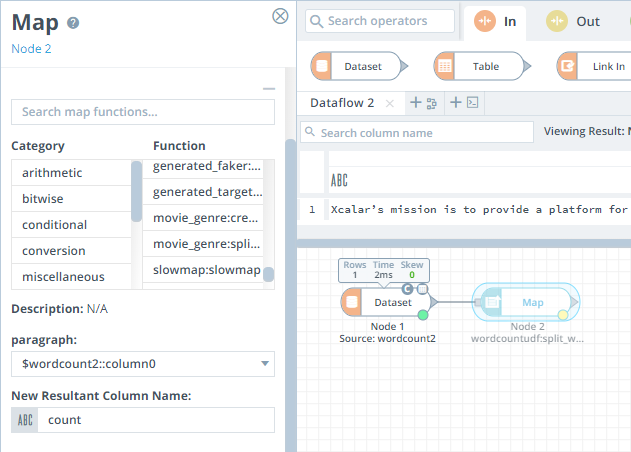 Map ?
Node 2
Search map functions...
Category
Function
arithmetic
bitwise
conditional
conversion
miscellaneous
generated_faker:...
generated_target...
movie_genre:cre...
movie_genre:spli...
slowmap:slowmap
Description: N/A
paragraph:
$wordcount2::column0
New Resultant Column Name:
ABC count
Search operators
In
Out
Dataset
Table
Link In
Dataflow 2
Search column name
Viewing Result:
ABC
1 Xcalar’s mission is to provide a platform for
Rows Time Skew
1 2ms 0
C
Dataset
Map
Node 1
Source: wordcount2
Node 2
wordcountudf:split_w...